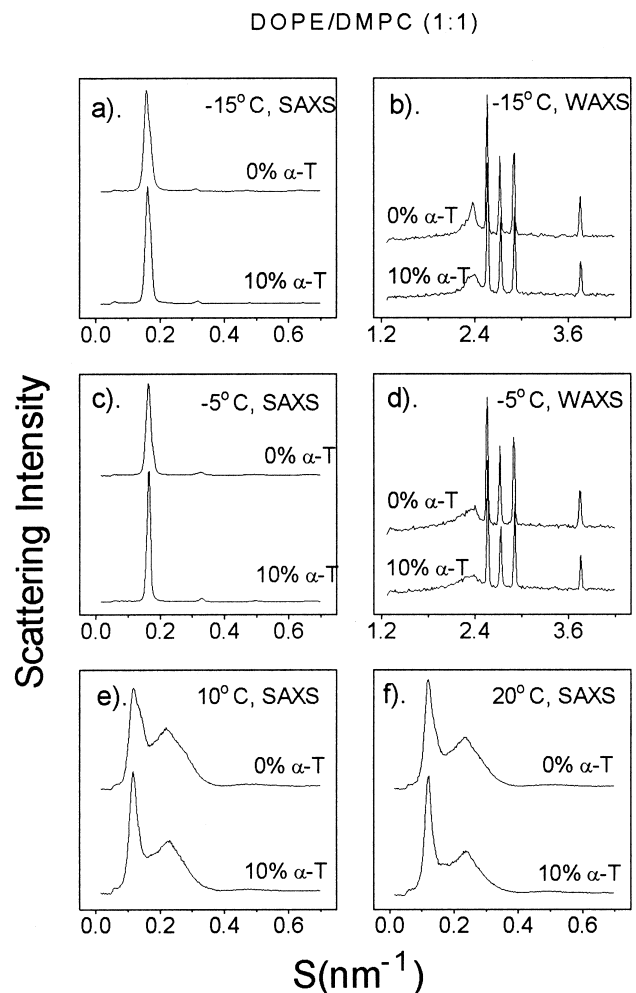 DOPE/DMPC (1:1)
a). -15° C, SAXS
0% α-T
10% α-T
0.0 0.2 0.4 0.6
b). -15° C, WAXS
0% α-T
10% α-T
1.2 2.4 3.6
c). -5° C, SAXS
0% α-T
10% α-T
0.0 0.2 0.4 0.6
d). -5° C, WAXS
0% α-T
10% α-T
1.2 2.4 3.6
e). 10° C, SAXS
0% α-T
10% α-T
0.0 0.2 0.4 0.6
f). 20° C, SAXS
0% α-T
10% α-T
0.0 0.2 0.4 0.6
Scattering Intensity
S(nm⁻¹)